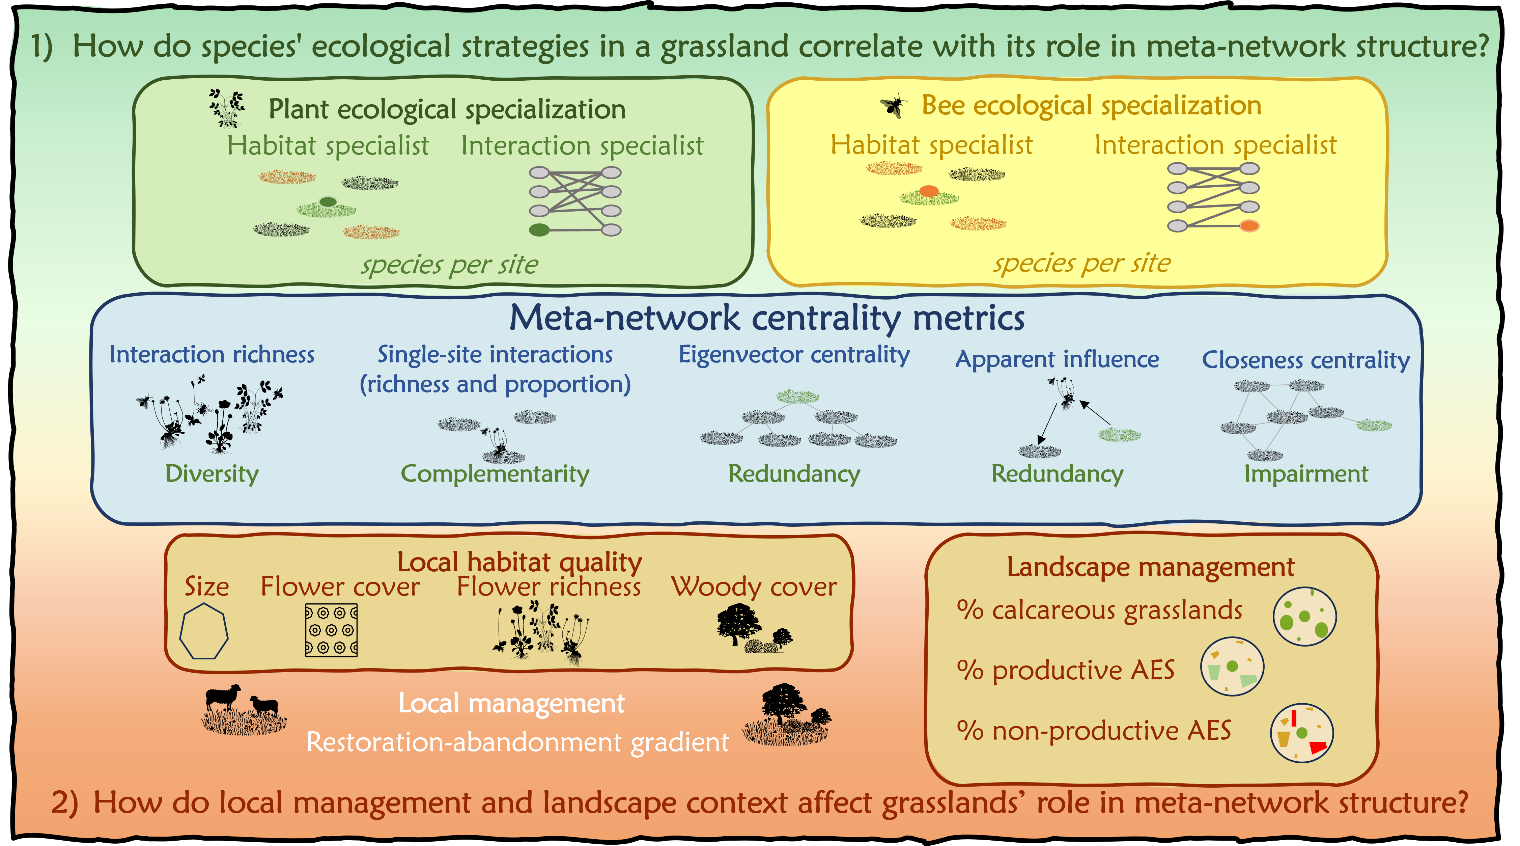 1) How do species' ecological strategies in a grassland correlate with its role in meta-network structure?
Plant ecological specialization
Habitat specialist
Interaction specialist
species per site
Bee ecological specialization
Habitat specialist
Interaction specialist
species per site
Meta-network centrality metrics
Interaction richness
Diversity
Single-site interactions
(richness and proportion)
Complementarity
Eigenvector centrality
Redundancy
Apparent influence
Redundancy
Closeness centrality
Impairment
Local habitat quality
Size
Flower cover
Flower richness
Woody cover
Local management
Restoration-abandonment gradient
Landscape management
% calcareous grasslands
% productive AES
% non-productive AES
2) How do local management and landscape context affect grasslands’ role in meta-network structure?